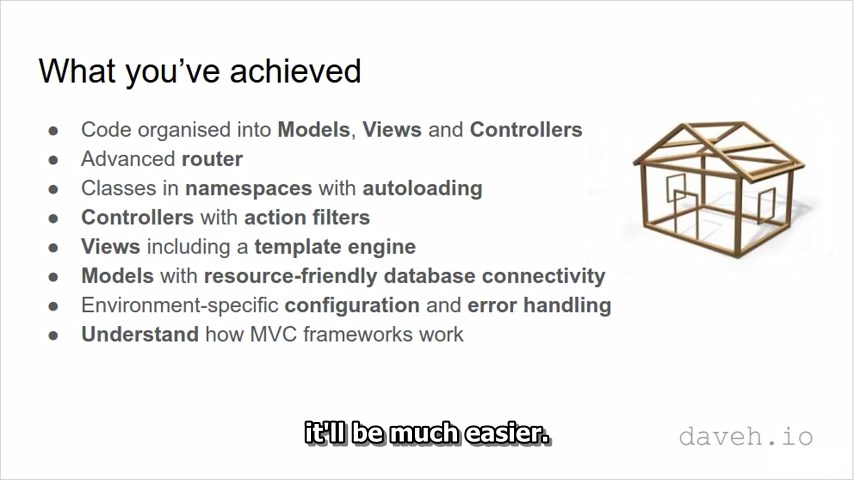 What you've achieved
● Code organised into Models, Views and Controllers
● Advanced router
● Classes in namespaces with autoloading
● Controllers with action filters
● Views including a template engine
● Models with resource-friendly database connectivity
● Environment-specific configuration and error handling
● Understand how MVC frameworks work
it'll be much easier.
daveh.io